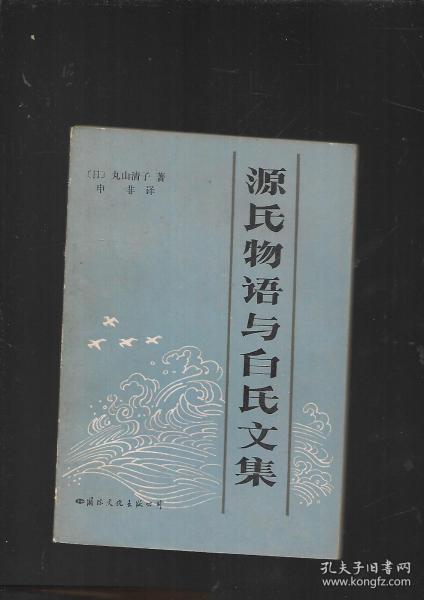 源氏物语与白氏文集
〔日〕丸山清子 著
申 非 译
国际文化出版公司
孔夫子旧书网
www.kongfz.com